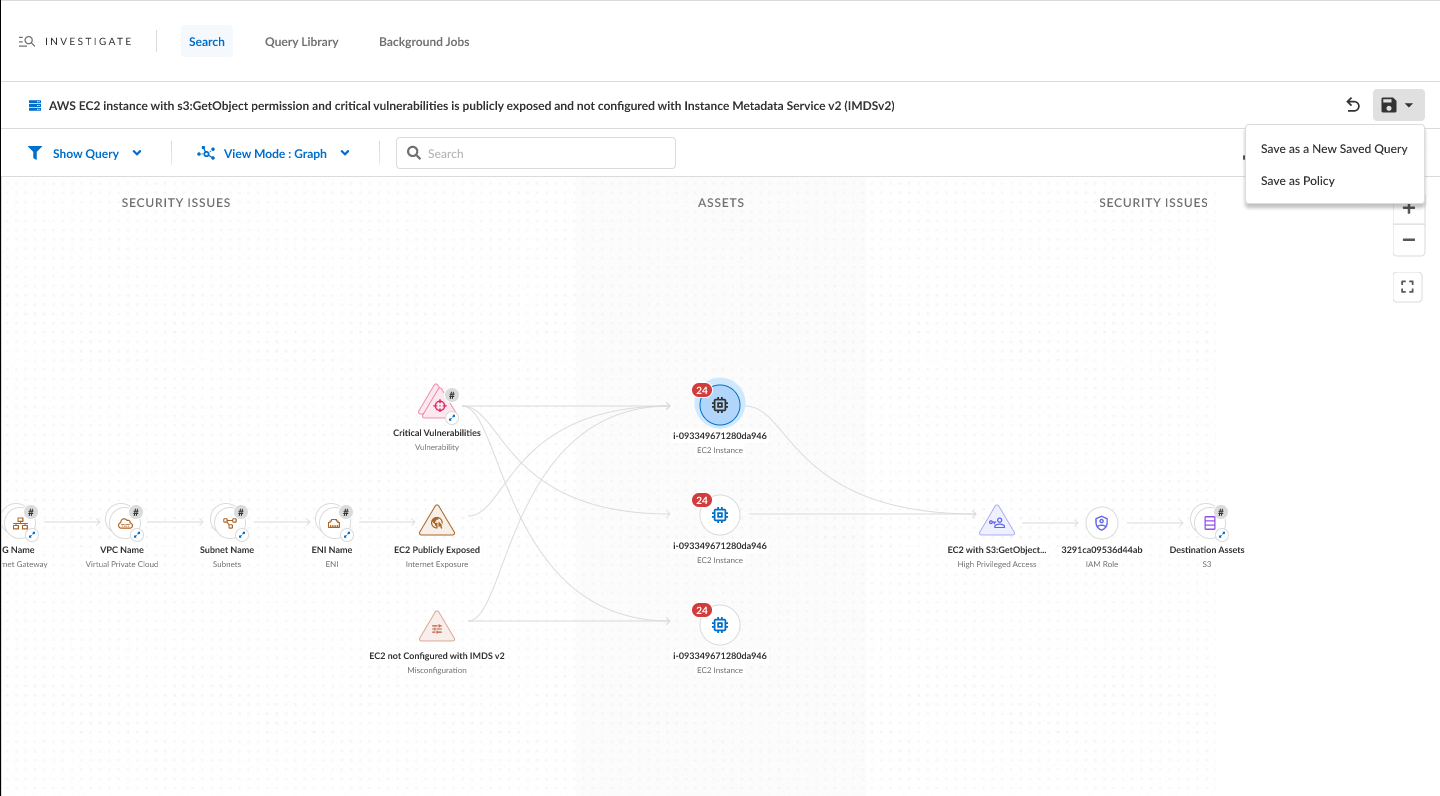 INVESTIGATE
Search
Query Library
Background Jobs
AWS EC2 instance with s3:GetObject permission and critical vulnerabilities is publicly exposed and not configured with Instance Metadata Service v2 (IMDSv2)
Show Query
View Mode : Graph
Search
Save as a New Saved Query
Save as Policy
SECURITY ISSUES
ASSETS
SECURITY ISSUES
#
Critical Vulnerabilities
Vulnerability
24
i-093349671280da946
EC2 Instance
#
G Name
net Gateway
#
VPC Name
Virtual Private Cloud
#
Subnet Name
Subnets
#
ENI Name
ENI
EC2 Publicly Exposed
Internet Exposure
24
i-093349671280da946
EC2 Instance
EC2 with S3:GetObject...
High Privileged Access
3291ca09536d44ab
IAM Role
#
Destination Assets
S3
EC2 not Configured with IMDS v2
Misconfiguration
24
i-093349671280da946
EC2 Instance